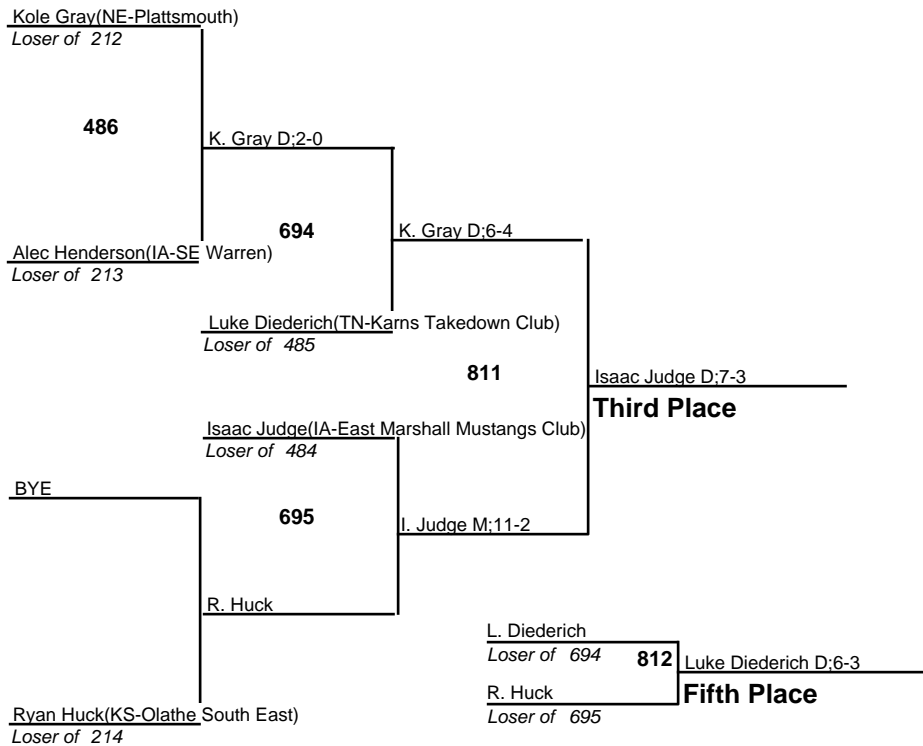 Kole Gray(NE-Plattsmouth)
Loser of 212
486
K. Gray D;2-0
Alec Henderson(IA-SE Warren)
Loser of 213
694
K. Gray D;6-4
Luke Diederich(TN-Karns Takedown Club)
Loser of 485
811
Isaac Judge D;7-3
Third Place
Isaac Judge(IA-East Marshall Mustangs Club)
Loser of 484
BYE
695
I. Judge M;11-2
R. Huck
Ryan Huck(KS-Olathe South East)
Loser of 214
L. Diederich
Loser of 694
812
Luke Diederich D;6-3
Fifth Place
R. Huck
Loser of 695